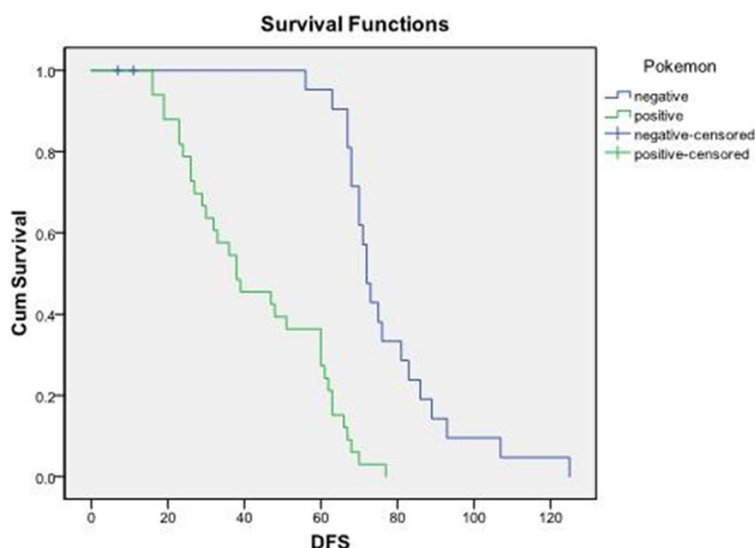 Survival Functions
Cum Survival
1.0
0.8
0.6
0.4
0.2
0.0
0 20 40 60 80 100 120
DFS
Pokemon
negative
positive
negative-censored
positive-censored